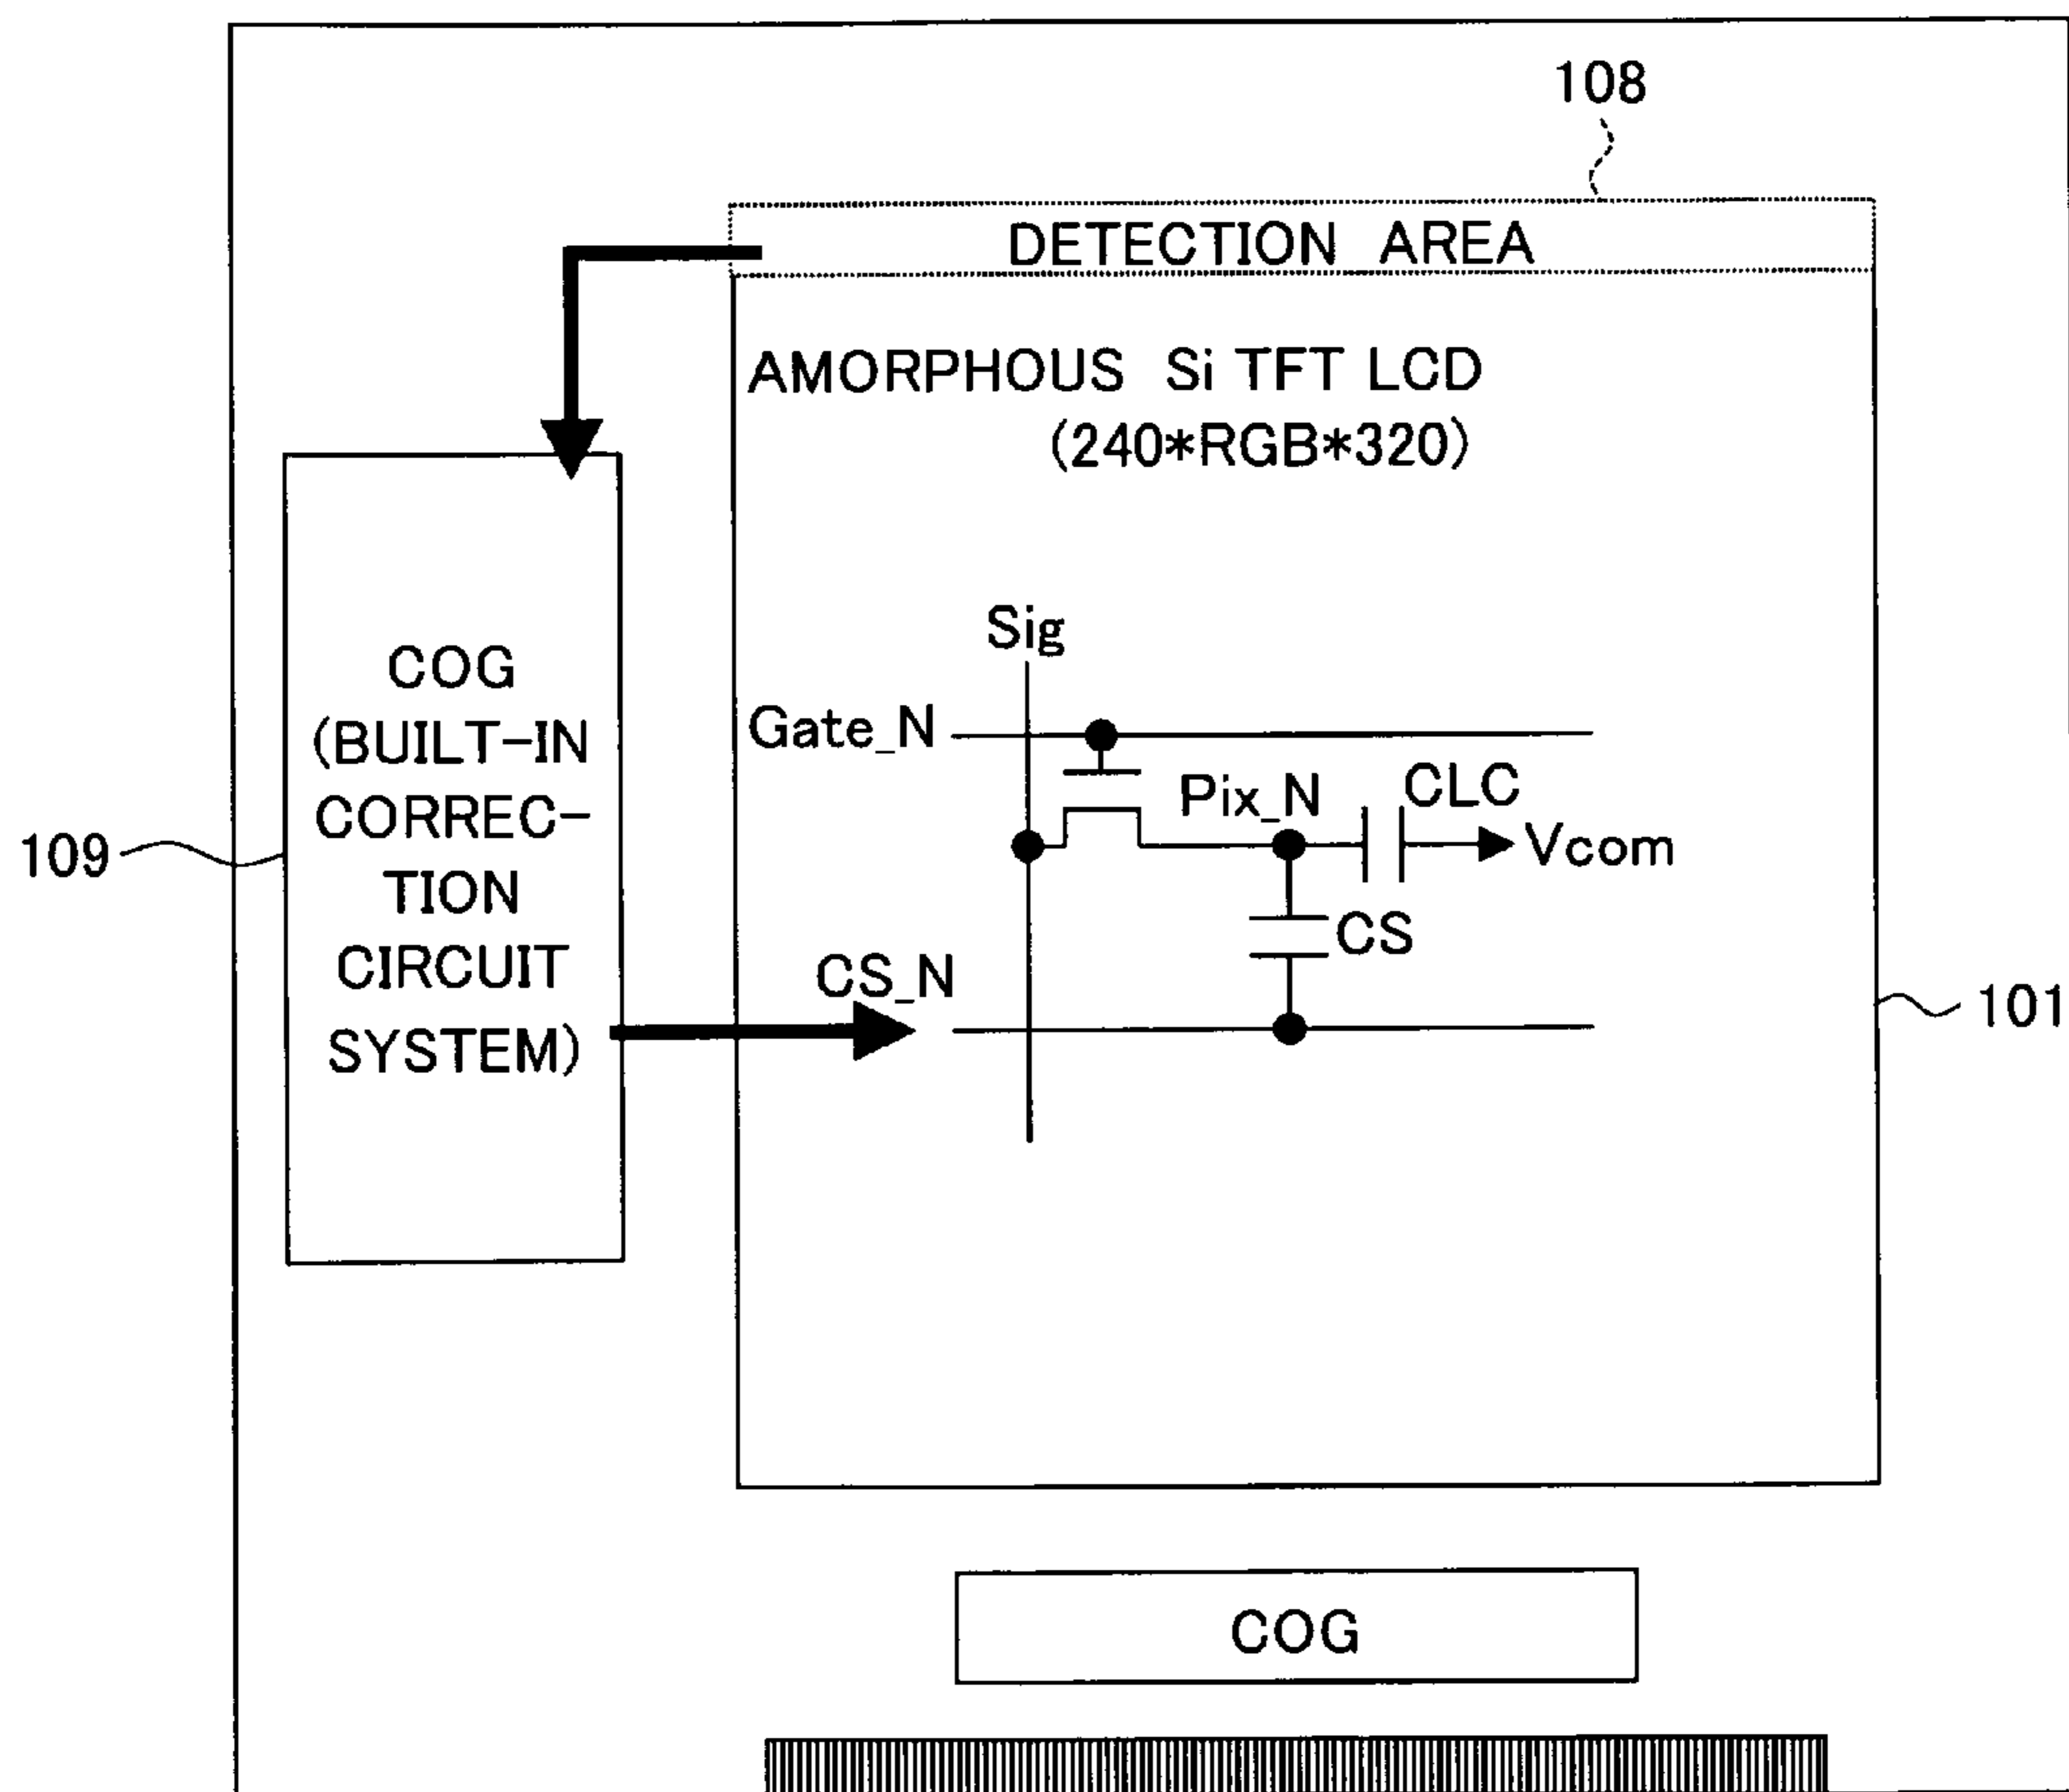 108
DETECTION AREA
AMORPHOUS Si TFT LCD
(240*RGB*320)
Sig
Gate_N
Pix_N
CLC
Vcom
CS
CS_N
COG
(BUILT-IN
CORREC-
TION
CIRCUIT
SYSTEM)
109
101
COG